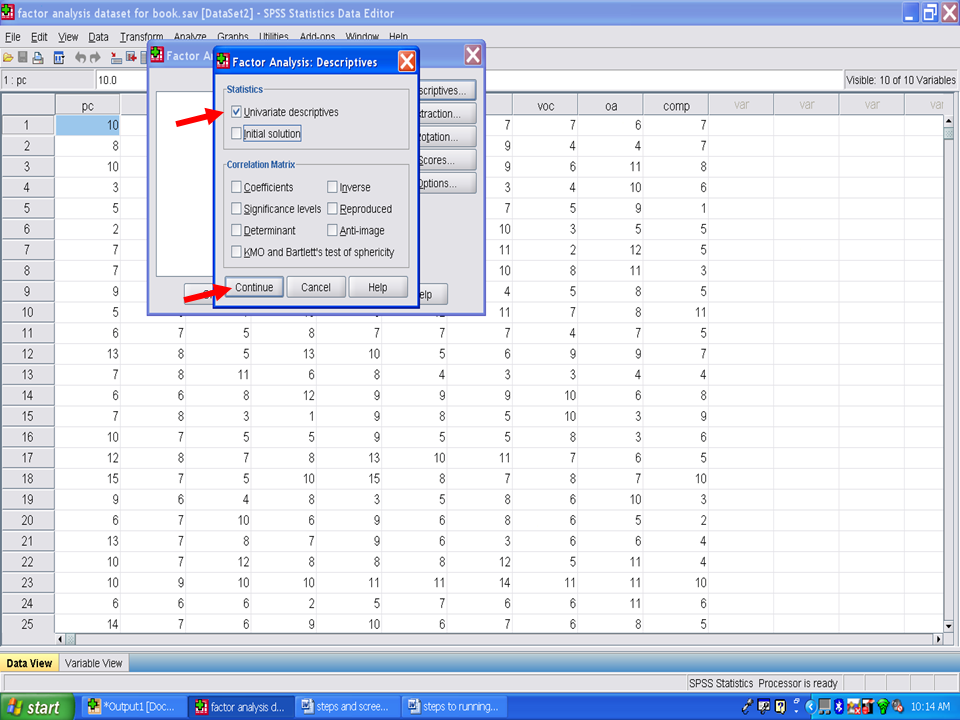 factor analysis dataset for book.sav [DataSet2] - SPSS Statistics Data Editor
File Edit View Data Transform Analyze Graphs Utilities Add-ons Window Help
1 : pc 10.0 Visible: 10 of 10 Variables
Factor A
Factor Analysis: Descriptives
Statistics
Univariate descriptives
Initial solution
Correlation Matrix
Coefficients Inverse
Significance levels Reproduced
Determinant Anti-image
KMO and Bartlett's test of sphericity
Continue Cancel Help
scriptives...
traction...
otation...
Scores...
Options...
elp
pc voc oa comp var var var var
1 10 7 7 6 7
2 8 9 4 4 7
3 10 9 6 11 8
4 3 3 4 10 6
5 5 7 5 9 1
6 7 10 3 5 5
7 7 11 2 12 5
8 7 10 8 11 3
9 9 4 5 8 5
10 5 11 7 8 11
11 6 7 5 8 7 7 7 4 7 5
12 13 8 5 13 10 5 6 9 9 7
13 7 8 11 6 8 4 3 3 4 4
14 6 6 8 12 9 9 9 10 6 8
15 7 8 3 1 9 8 5 10 3 9
16 10 7 5 5 9 5 5 8 3 6
17 12 8 7 8 13 10 11 7 6 5
18 15 7 5 10 15 8 7 8 7 10
19 9 6 4 8 3 5 8 6 10 3
20 6 7 10 6 9 6 8 6 5 2
21 13 7 8 7 9 6 3 6 6 4
22 10 7 12 8 8 8 12 5 11 4
23 10 9 10 10 11 11 14 11 11 10
24 6 6 6 2 5 7 6 6 11 6
25 14 7 6 9 10 6 7 6 8 5
Data View Variable View
SPSS Statistics Processor is ready
start *Output1 [Doc... factor analysis d... steps and scree... steps to running... 10:14 AM